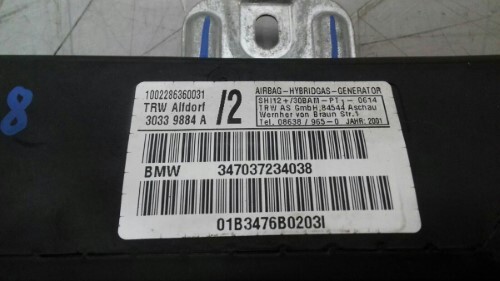 8
1002286360031
TRW Alfdorf
3033 9884 A
/2
AIRBAG-HYBRIDGAS-GENERATOR
SHI12+/30BAM-PT1-0614
TRW AS GmbH;84544 Aschau
Wernher von Braun Str.1
Tel. 08638/965-0 JAHR:2001
BMW 347037234038
01B3476B0203I